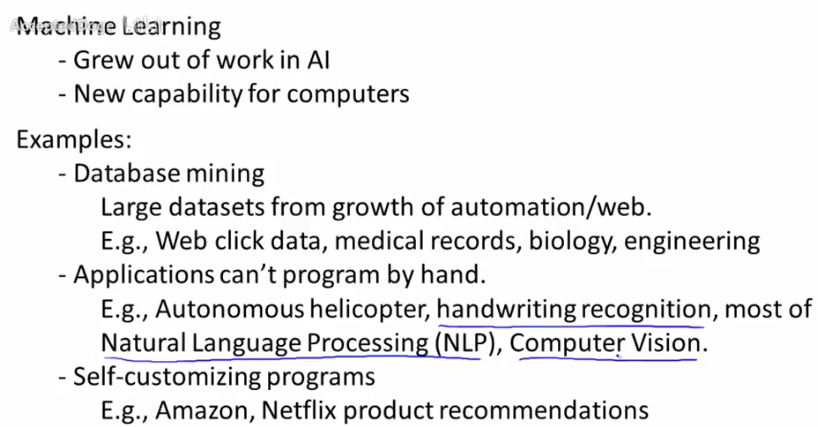 Machine Learning
- Grew out of work in AI
- New capability for computers
Examples:
- Database mining
Large datasets from growth of automation/web.
E.g., Web click data, medical records, biology, engineering
- Applications can’t program by hand.
E.g., Autonomous helicopter, handwriting recognition, most of
Natural Language Processing (NLP), Computer Vision.
- Self-customizing programs
E.g., Amazon, Netflix product recommendations